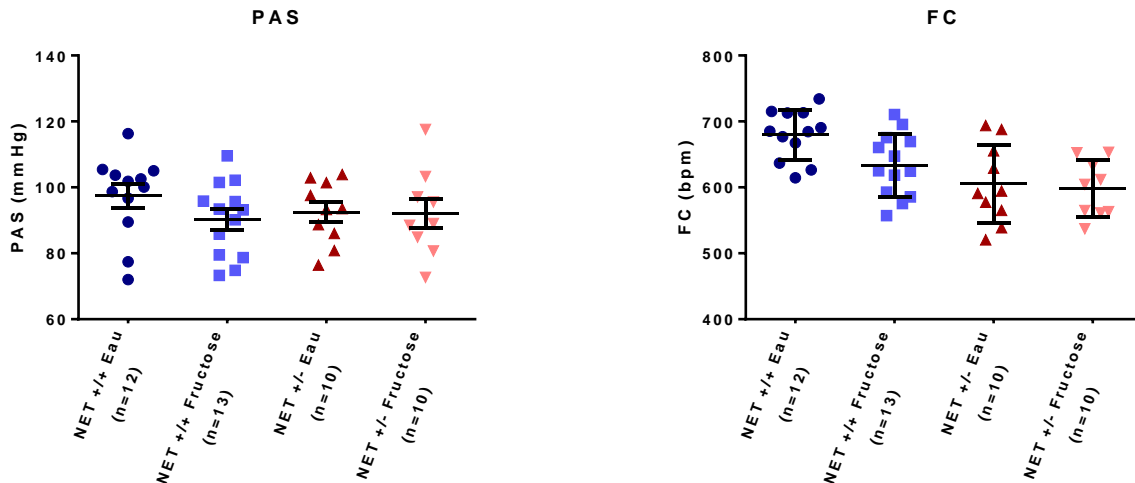 PAS
PAS (mmHg)
140
120
100
80
60
NET +/+ Eau
(n=12)
NET +/+ Fructose
(n=13)
NET +/- Eau
(n=10)
NET +/- Fructose
(n=10)
FC
FC (bpm)
800
700
600
500
400
NET +/+ Eau
(n=12)
NET +/+ Fructose
(n=13)
NET +/- Eau
(n=10)
NET +/- Fructose
(n=10)